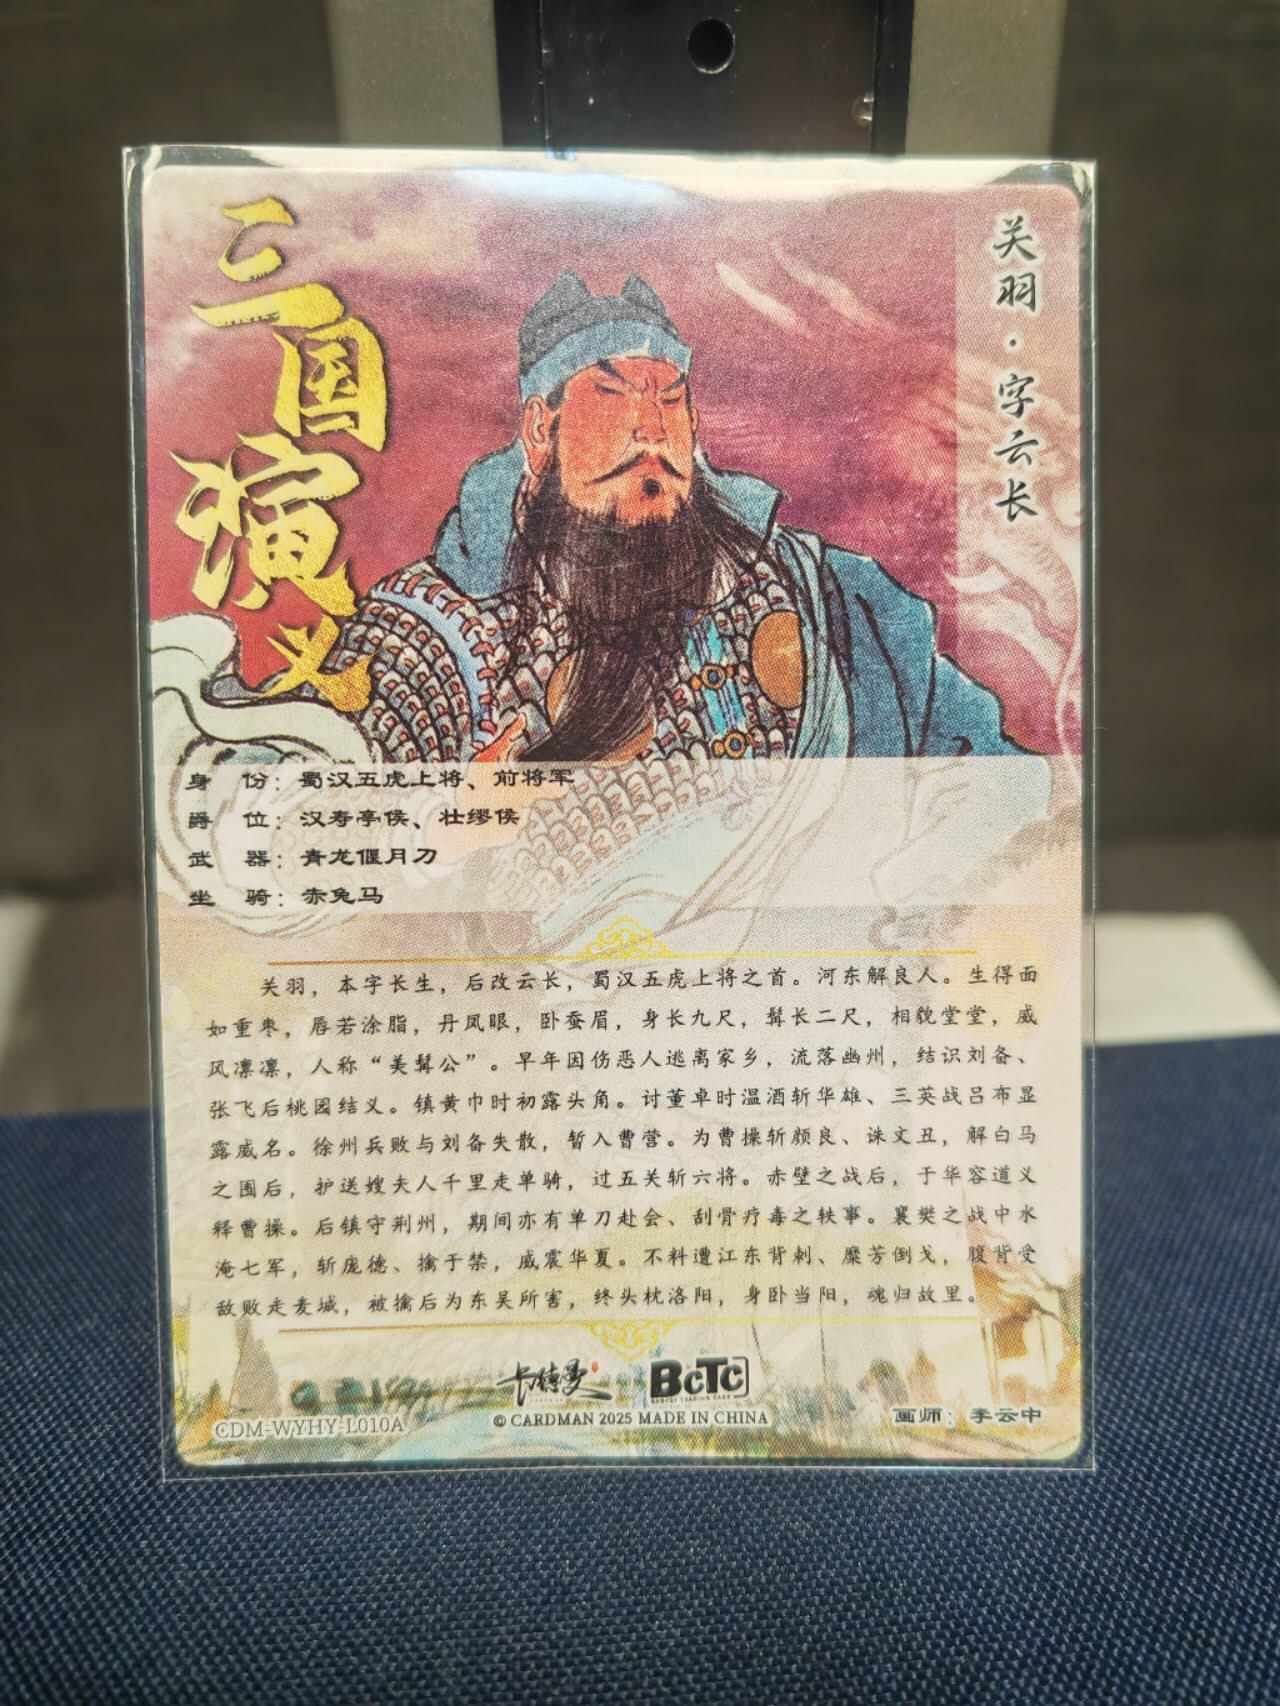 三国演义
关羽·字云长
身 份：蜀汉五虎上将、前将军
爵 位：汉寿亭侯、壮缪侯
武 器：青龙偃月刀
坐 骑：赤兔马
关羽，本字长生，后改云长，蜀汉五虎上将之首。河东解良人。生得面
如重枣，唇若涂脂，丹凤眼，卧蚕眉，身长九尺，髯长二尺，相貌堂堂，威
风凛凛，人称“美髯公”。早年因伤恶人逃离家乡，流落幽州，结识刘备、
张飞后桃园结义。镇黄巾时初露头角。讨董卓时温酒斩华雄、三英战吕布显
露威名。徐州兵败与刘备失散，暂入曹营。为曹操斩颜良、诛文丑，解白马
之围后，护送嫂夫人千里走单骑，过五关斩六将。赤壁之战后，于华容道义
释曹操。后镇守荆州，期间亦有单刀赴会、刮骨疗毒之轶事。襄樊之战中水
淹七军，斩庞德、擒于禁，威震华夏。不料遭江东背刺、糜芳倒戈，腹背受
敌败走麦城，被擒后为东吴所害，终头枕洛阳，身卧当阳，魂归故里。
卡德曼 BCTC
CDM-WYHY-L010A
© CARDMAN 2025 MADE IN CHINA
画师：李云中